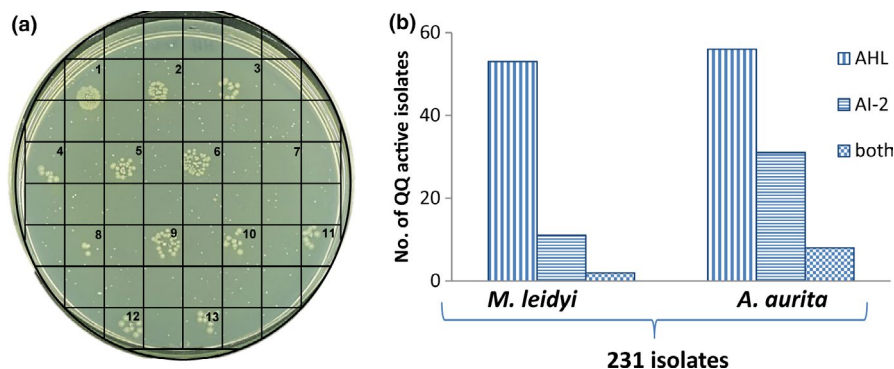 (a)
1 2 3
4 5 6 7
8 9 10 11
12 13
(b)
60
40
20
0
No. of QQ active isolates
AHL
AI-2
both
M. leidyi A. aurita
231 isolates